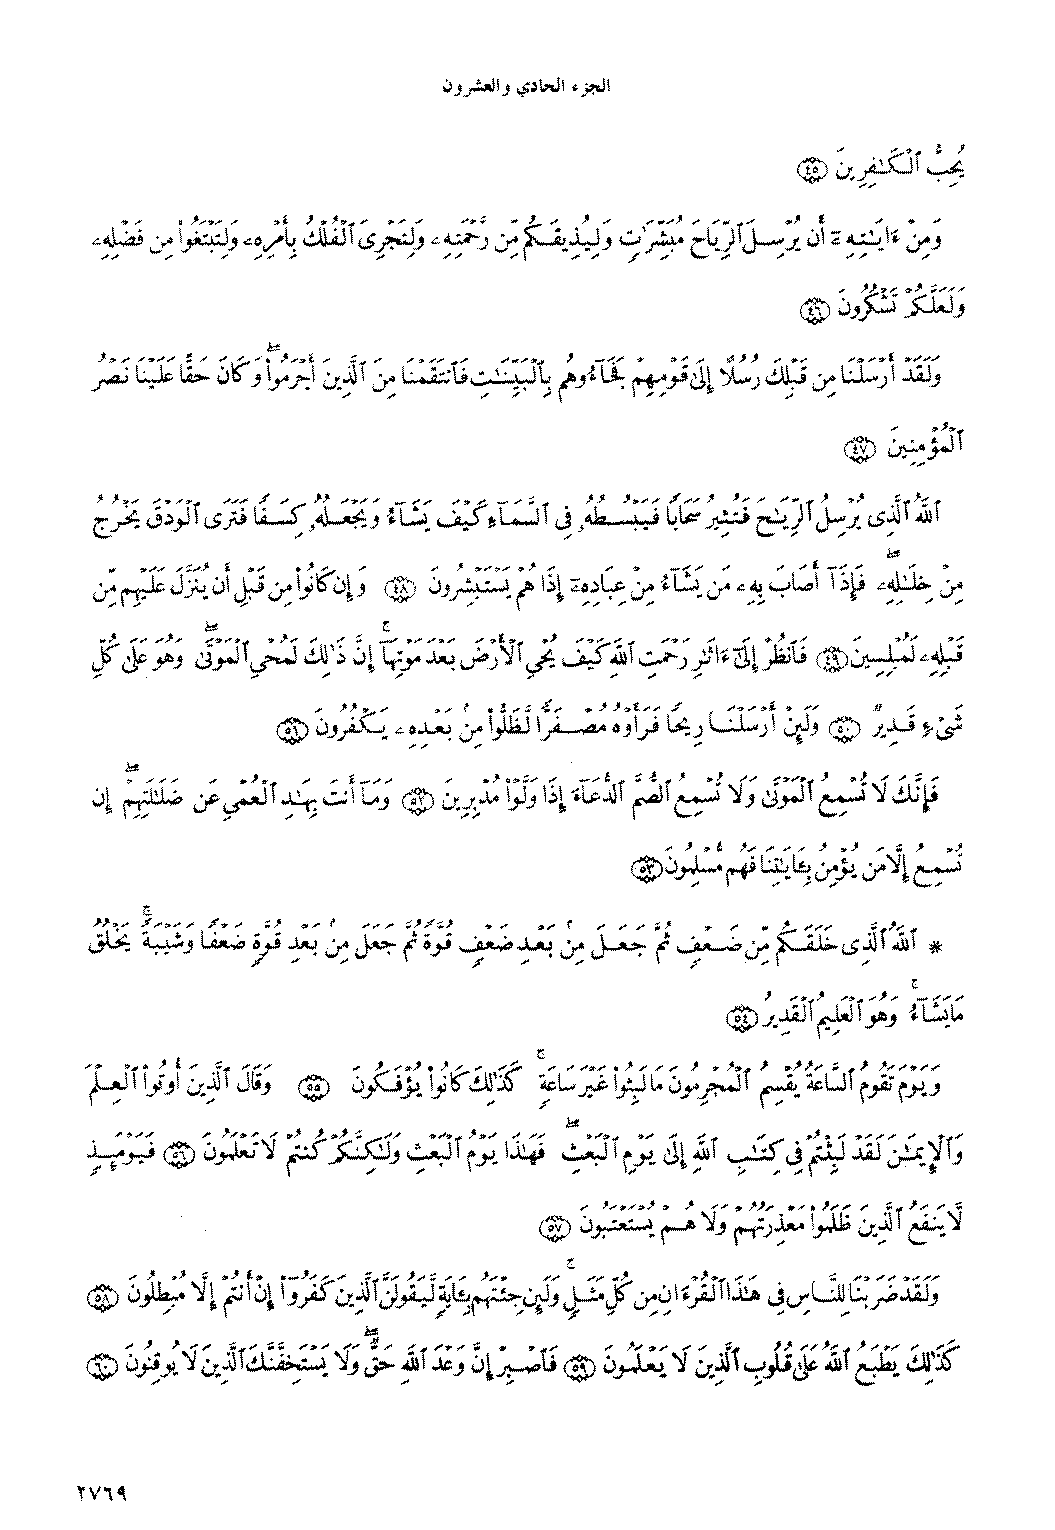 الجزء الحادي والعشرون
يُحِبُّ ٱلْكَٰفِرِينَ ﴿٤٥﴾
وَمِنْ ءَايَٰتِهِۦٓ أَن يُرْسِلَ ٱلرِّيَاحَ مُبَشِّرَٰتٍ وَلِيُذِيقَكُم مِّن رَّحْمَتِهِۦ وَلِتَجْرِىَ ٱلْفُلْكُ بِأَمْرِهِۦ وَلِتَبْتَغُوا۟ مِن فَضْلِهِۦ
وَلَعَلَّكُمْ تَشْكُرُونَ ﴿٤٦﴾
وَلَقَدْ أَرْسَلْنَا مِن قَبْلِكَ رُسُلًا إِلَىٰ قَوْمِهِمْ فَجَآءُوهُم بِٱلْبَيِّنَٰتِ فَٱنتَقَمْنَا مِنَ ٱلَّذِينَ أَجْرَمُوا۟ۖ وَكَانَ حَقًّا عَلَيْنَا نَصْرُ
ٱلْمُؤْمِنِينَ ﴿٤٧﴾
ٱللَّهُ ٱلَّذِى يُرْسِلُ ٱلرِّيَٰحَ فَتُثِيرُ سَحَابًا فَيَبْسُطُهُۥ فِى ٱلسَّمَآءِ كَيْفَ يَشَآءُ وَيَجْعَلُهُۥ كِسَفًا فَتَرَى ٱلْوَدْقَ يَخْرُجُ
مِنْ خِلَٰلِهِۦۖ فَإِذَآ أَصَابَ بِهِۦ مَن يَشَآءُ مِنْ عِبَادِهِۦٓ إِذَا هُمْ يَسْتَبْشِرُونَ ﴿٤٨﴾ وَإِن كَانُوا۟ مِن قَبْلِ أَن يُنَزَّلَ عَلَيْهِم مِّن
قَبْلِهِۦ لَمُبْلِسِينَ ﴿٤٩﴾ فَٱنظُرْ إِلَىٰٓ ءَاثَٰرِ رَحْمَتِ ٱللَّهِ كَيْفَ يُحْىِ ٱلْأَرْضَ بَعْدَ مَوْتِهَآۚ إِنَّ ذَٰلِكَ لَمُحْىِ ٱلْمَوْتَىٰۖ وَهُوَ عَلَىٰ كُلِّ
شَىْءٍ قَدِيرٌ ﴿٥٠﴾ وَلَئِنْ أَرْسَلْنَا رِيحًا فَرَأَوْهُ مُصْفَرًّا لَّظَلُّوا۟ مِنۢ بَعْدِهِۦ يَكْفُرُونَ ﴿٥١﴾
فَإِنَّكَ لَا تُسْمِعُ ٱلْمَوْتَىٰ وَلَا تُسْمِعُ ٱلصُّمَّ ٱلدُّعَآءَ إِذَا وَلَّوْا۟ مُدْبِرِينَ ﴿٥٢﴾ وَمَآ أَنتَ بِهَٰدِ ٱلْعُمْىِ عَن ضَلَٰلَتِهِمْۖ إِن
تُسْمِعُ إِلَّا مَن يُؤْمِنُ بِـَٔايَٰتِنَا فَهُم مُّسْلِمُونَ ﴿٥٣﴾
* ٱللَّهُ ٱلَّذِى خَلَقَكُم مِّن ضَعْفٍ ثُمَّ جَعَلَ مِنۢ بَعْدِ ضَعْفٍ قُوَّةً ثُمَّ جَعَلَ مِنۢ بَعْدِ قُوَّةٍ ضَعْفًا وَشَيْبَةًۚ يَخْلُقُ
مَا يَشَآءُۚ وَهُوَ ٱلْعَلِيمُ ٱلْقَدِيرُ ﴿٥٤﴾
وَيَوْمَ تَقُومُ ٱلسَّاعَةُ يُقْسِمُ ٱلْمُجْرِمُونَ مَا لَبِثُوا۟ غَيْرَ سَاعَةٍۚ كَذَٰلِكَ كَانُوا۟ يُؤْفَكُونَ ﴿٥٥﴾ وَقَالَ ٱلَّذِينَ أُوتُوا۟ ٱلْعِلْمَ
وَٱلْإِيمَٰنَ لَقَدْ لَبِثْتُمْ فِى كِتَٰبِ ٱللَّهِ إِلَىٰ يَوْمِ ٱلْبَعْثِۖ فَهَٰذَا يَوْمُ ٱلْبَعْثِ وَلَٰكِنَّكُمْ كُنتُمْ لَا تَعْلَمُونَ ﴿٥٦﴾ فَيَوْمَئِذٍ
لَّا يَنفَعُ ٱلَّذِينَ ظَلَمُوا۟ مَعْذِرَتُهُمْ وَلَا هُمْ يُسْتَعْتَبُونَ ﴿٥٧﴾
وَلَقَدْ ضَرَبْنَا لِلنَّاسِ فِى هَٰذَا ٱلْقُرْءَانِ مِن كُلِّ مَثَلٍۚ وَلَئِن جِئْتَهُم بِـَٔايَةٍ لَّيَقُولَنَّ ٱلَّذِينَ كَفَرُوٓا۟ إِنْ أَنتُمْ إِلَّا مُبْطِلُونَ ﴿٥٨﴾
كَذَٰلِكَ يَطْبَعُ ٱللَّهُ عَلَىٰ قُلُوبِ ٱلَّذِينَ لَا يَعْلَمُونَ ﴿٥٩﴾ فَٱصْبِرْ إِنَّ وَعْدَ ٱللَّهِ حَقٌّۖ وَلَا يَسْتَخِفَّنَّكَ ٱلَّذِينَ لَا يُوقِنُونَ ﴿٦٠﴾
٢٧٦٩